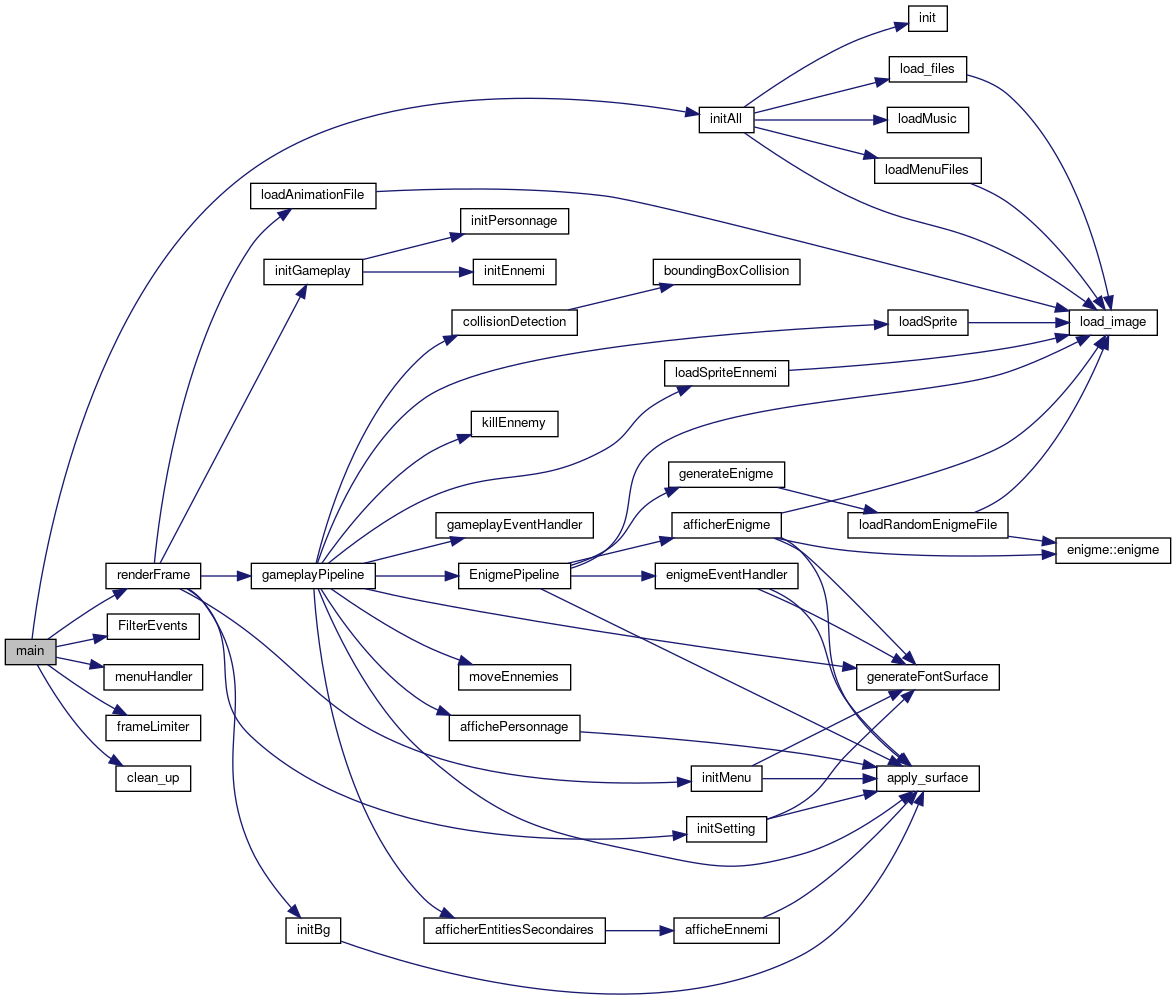 init
load_files
initAll
loadMusic
loadMenuFiles
loadAnimationFile
initPersonnage
initGameplay
initEnnemi
boundingBoxCollision
collisionDetection
loadSprite
load_image
loadSpriteEnnemi
killEnnemy
generateEnigme
gameplayEventHandler
afficherEnigme
loadRandomEnigmeFile
enigme::enigme
renderFrame
gameplayPipeline
EnigmePipeline
enigmeEventHandler
FilterEvents
main
menuHandler
moveEnnemies
generateFontSurface
frameLimiter
affichePersonnage
clean_up
initMenu
apply_surface
initSetting
initBg
afficherEntitiesSecondaires
afficheEnnemi